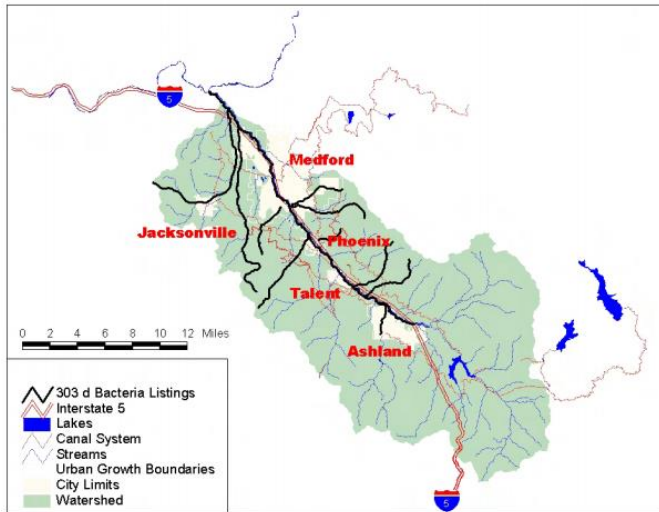 5
Medford
Jacksonville
Phoenix
Talent
Ashland
0 2 4 6 8 10 12 Miles
303 d Bacteria Listings
Interstate 5
Lakes
Canal System
Streams
Urban Growth Boundaries
City Limits
Watershed
5